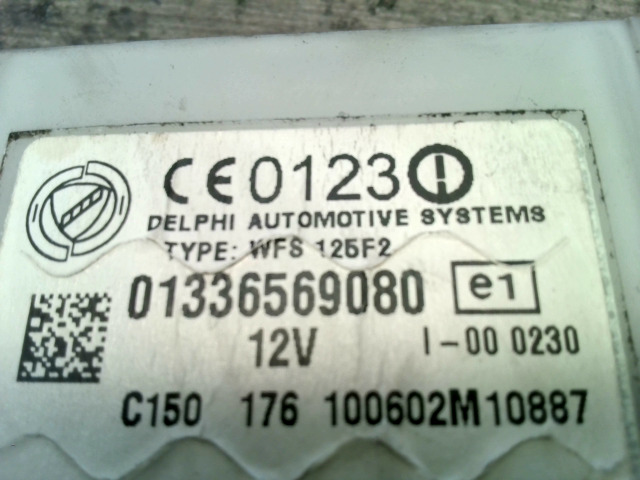 CE0123
DELPHI AUTOMOTIVE SYSTEMS
TYPE: WFS 125F2
01336569080 e1
12V I-00 0230
C150 176 100602M10887